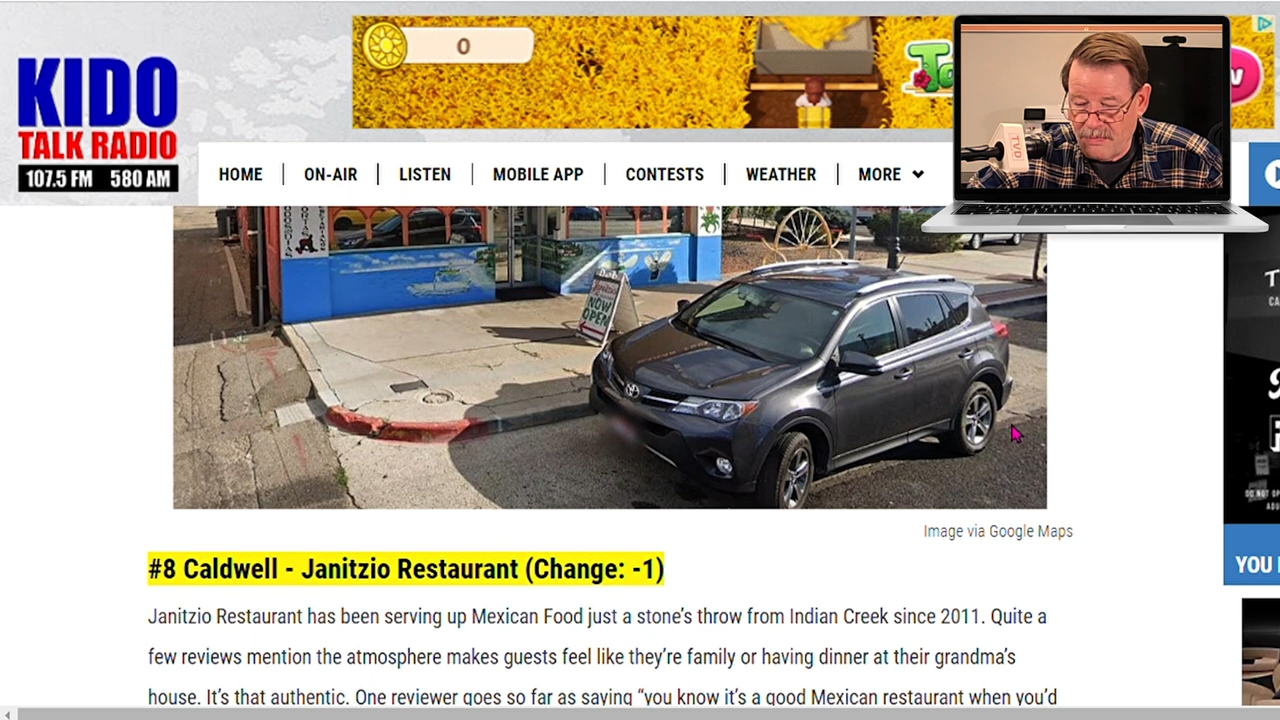 0
KIDO
TALK RADIO
107.5 FM 580 AM
HOME
ON-AIR
LISTEN
MOBILE APP
CONTESTS
WEATHER
MORE
TVD
NOW
OPEN
Image via Google Maps
#8 Caldwell - Janitzio Restaurant (Change: -1)
Janitzio Restaurant has been serving up Mexican Food just a stone's throw from Indian Creek since 2011. Quite a
few reviews mention the atmosphere makes guests feel like they're family or having dinner at their grandma's
house. It's that authentic. One reviewer goes so far as saying “you know it's a good Mexican restaurant when you'd
YOU